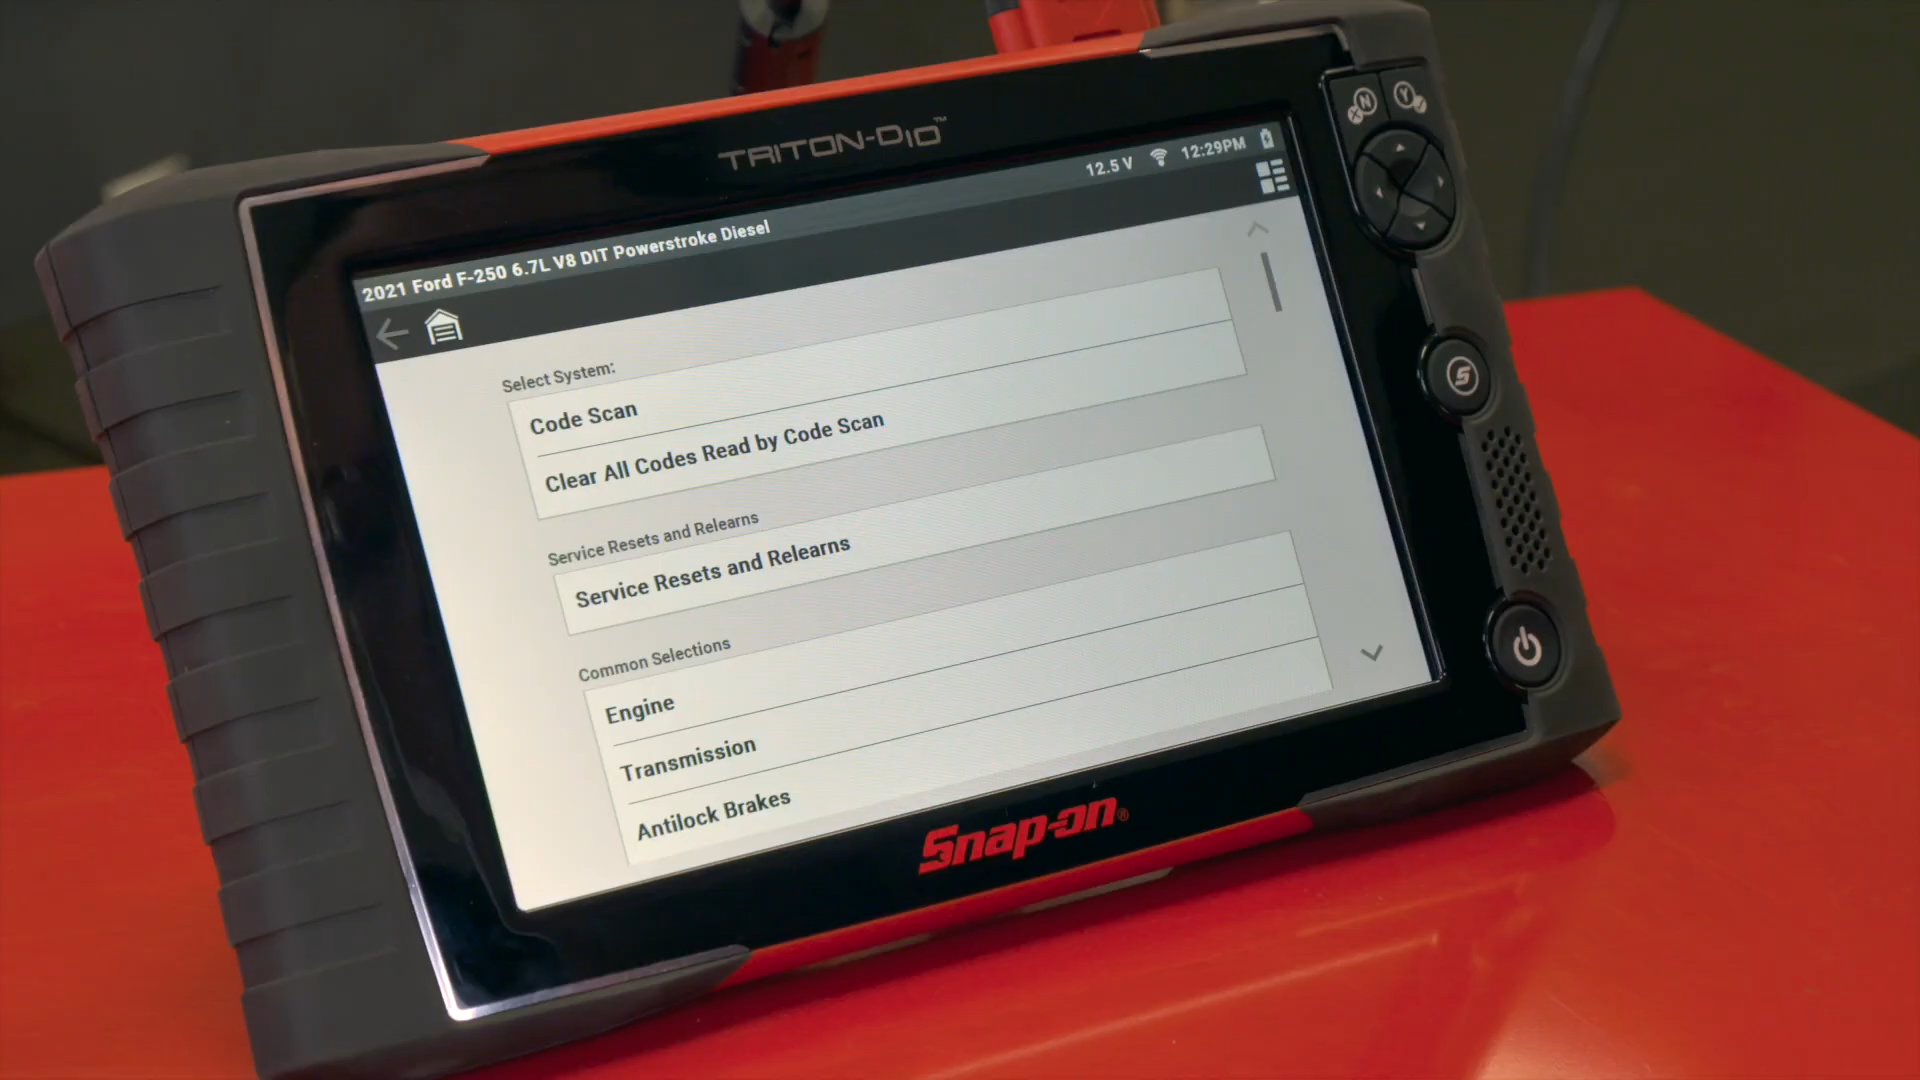 TRITON-D10™
12.5 V 12:29PM
2021 Ford F-250 6.7L V8 DIT Powerstroke Diesel
Select System:
Code Scan
Clear All Codes Read by Code Scan
Service Resets and Relearns
Service Resets and Relearns
Common Selections
Engine
Transmission
Antilock Brakes
Snap-on®
N
X
Y
S